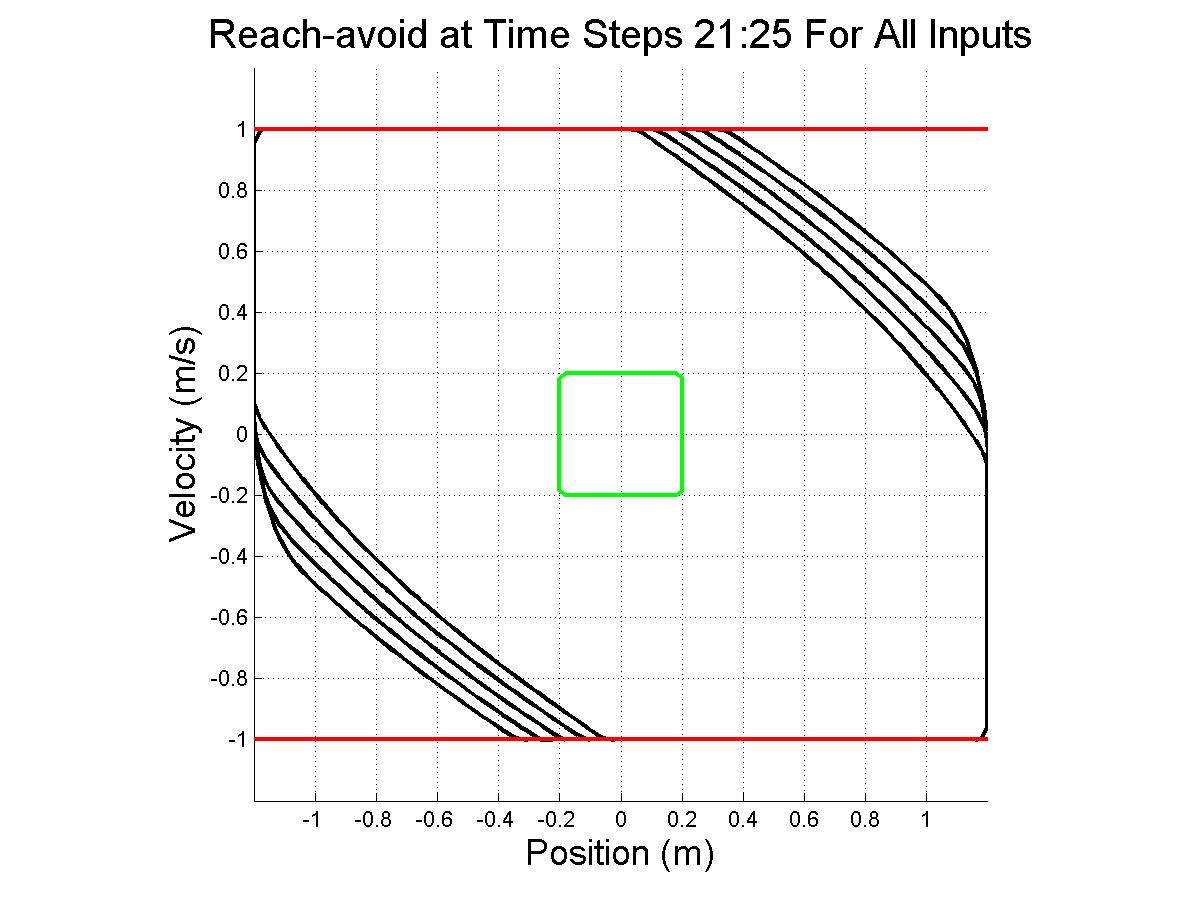 Reach-avoid at Time Steps 21:25 For All Inputs
1
0.8
0.6
0.4
0.2
0
-0.2
-0.4
-0.6
-0.8
-1
Velocity (m/s)
-1 -0.8 -0.6 -0.4 -0.2 0 0.2 0.4 0.6 0.8 1
Position (m)